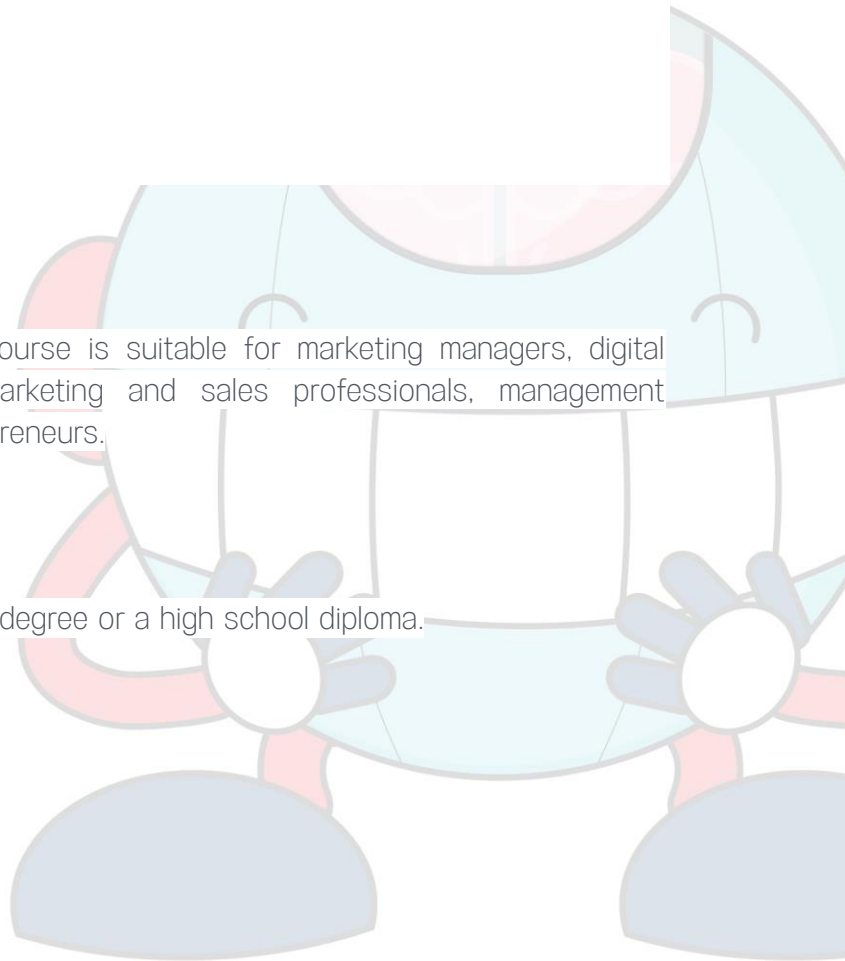 ourse is suitable for marketing managers, digital
arketing and sales professionals, management
reneurs.
degree or a high school diploma.